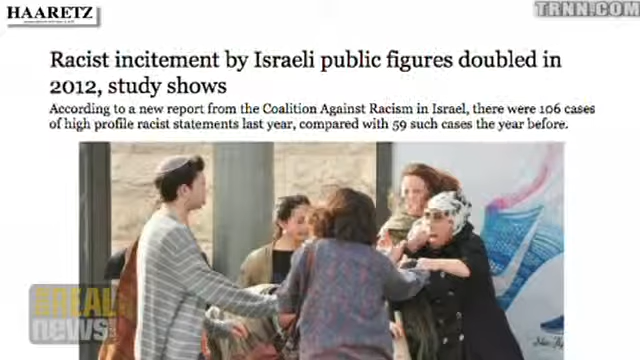 HAARETZ
TRNN.COM
Racist incitement by Israeli public figures doubled in
2012, study shows
According to a new report from the Coalition Against Racism in Israel, there were 106 cases
of high profile racist statements last year, compared with 59 such cases the year before.
THE REAL
news